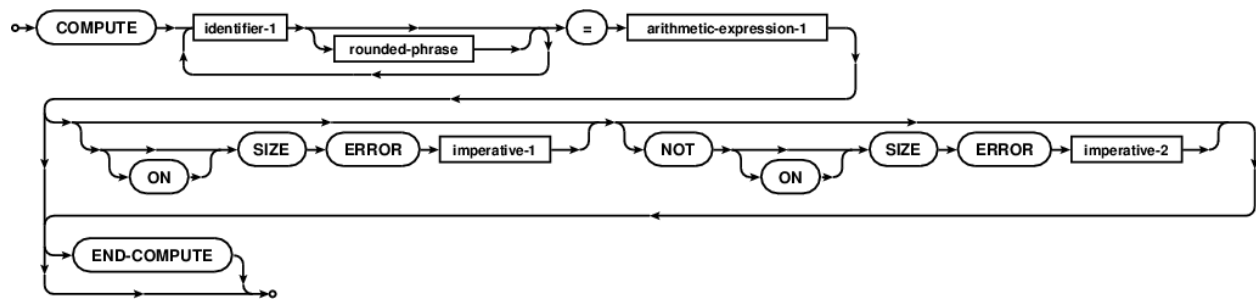 COMPUTE identifier-1 = arithmetic-expression-1
rounded-phrase
SIZE ERROR imperative-1 NOT SIZE ERROR imperative-2
ON ON
END-COMPUTE